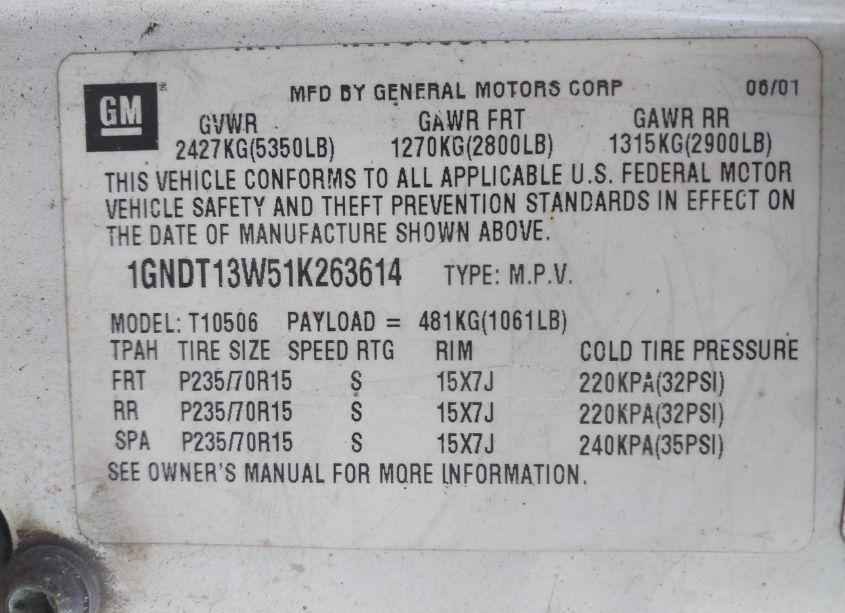 GM
MFD BY GENERAL MOTORS CORP 06/01
GVWR GAWR FRT GAWR RR
2427KG(5350LB) 1270KG(2800LB) 1315KG(2900LB)
THIS VEHICLE CONFORMS TO ALL APPLICABLE U.S. FEDERAL MOTOR
VEHICLE SAFETY AND THEFT PREVENTION STANDARDS IN EFFECT ON
THE DATE OF MANUFACTURE SHOWN ABOVE.
1GNDT13W51K263614 TYPE: M.P.V.
MODEL: T10506 PAYLOAD = 481KG(1061LB)
TPAH TIRE SIZE SPEED RTG RIM COLD TIRE PRESSURE
FRT P235/70R15 S 15X7J 220KPA(32PSI)
RR P235/70R15 S 15X7J 220KPA(32PSI)
SPA P235/70R15 S 15X7J 240KPA(35PSI)
SEE OWNER'S MANUAL FOR MORE INFORMATION.